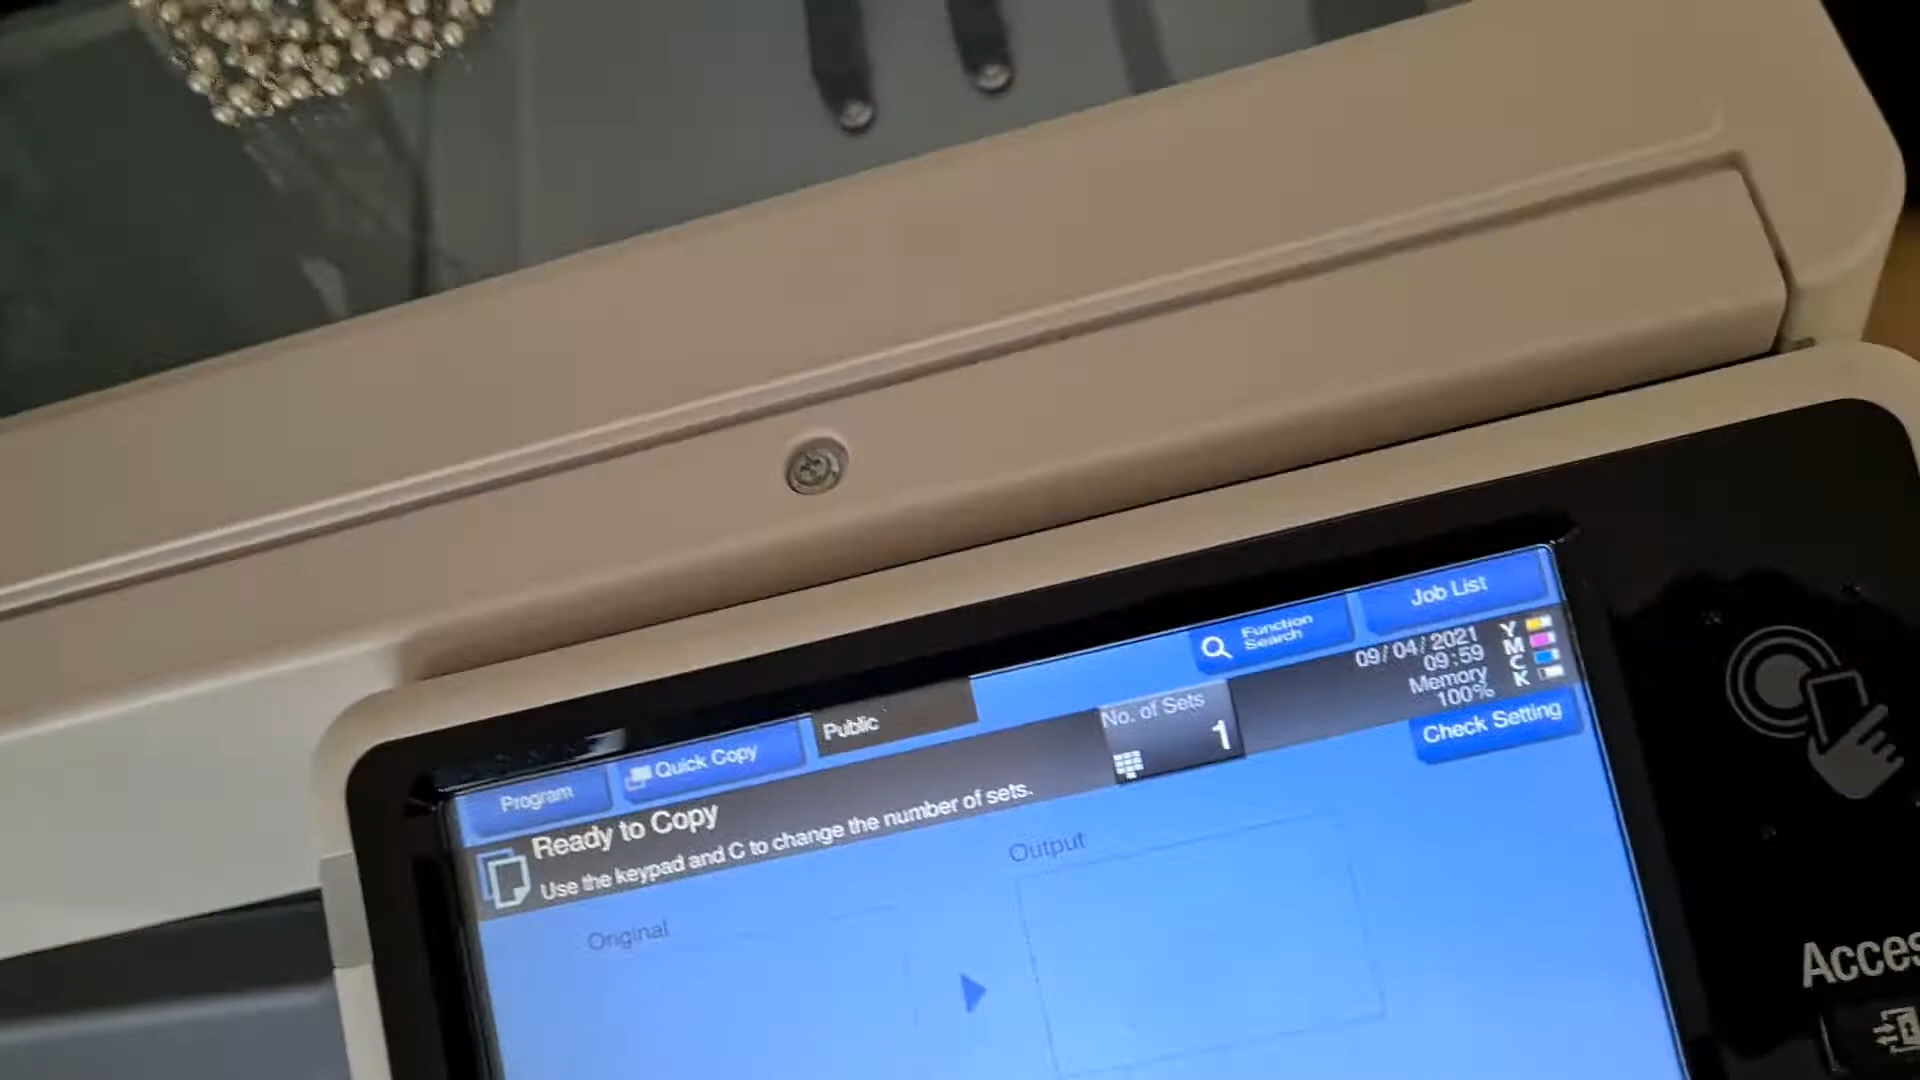 Job List
Function
Search
09/04/2021
09:59
Memory
100%
Y
M
C
K
Public
No. of Sets
1
Program
Quick Copy
Check Setting
Ready to Copy
Use the keypad and C to change the number of sets.
Output
Original